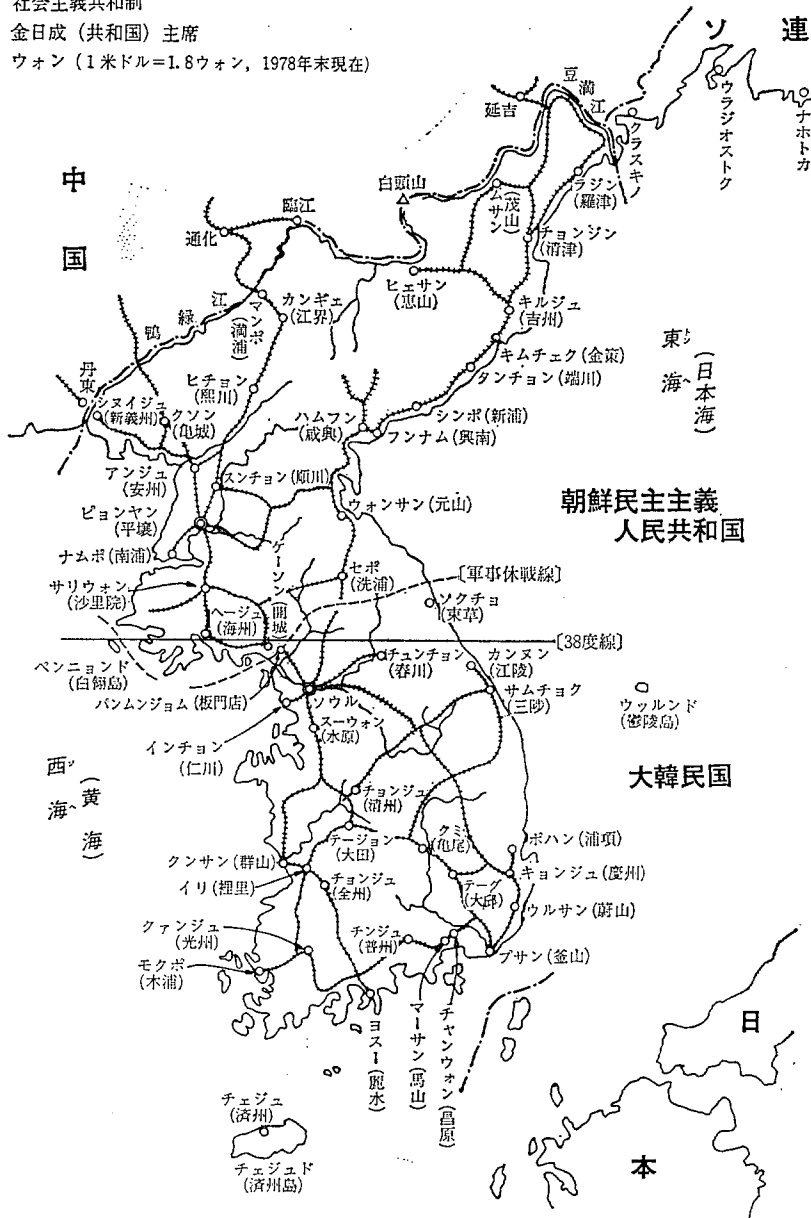 社会主義共和制
金日成（共和国）主席
ウォン（1米ドル＝1.8ウォン，1978年末現在）
ソ連
ウラジオストク
ナホトカ
豆満江
延吉
クラスキノ
中国
白頭山
ムサン
(茂山)
ラジン
(羅津)
臨江
通化
チョンジン
(清津)
ヒェサン
(恵山)
鴨緑江
マンポ
(満浦)
カンギェ
(江界)
キルジュ
(吉州)
キムチェク(金策)
タンチョン(端川)
東海
トンヘ
(日本海)
丹東
シヌイジュ
(新義州)
クソン
(亀城)
ヒチョン
(熙川)
ハムフン
(咸興)
シンポ(新浦)
フンナム(興南)
アンジュ
(安州)
スンチョン(順川)
ピョンヤン
(平壌)
ウォンサン(元山)
朝鮮民主主義
人民共和国
ナムポ(南浦)
ケーソン
(開城)
セポ
(洗浦)
〔軍事休戦線〕
サリウォン
(沙里院)
ヘージュ
(海州)
ソクチョ
(束草)
〔38度線〕
ペンニョンド
(白翎島)
チュンチョン
(春川)
カンヌン
(江陵)
パンムンジョム(板門店)
ソウル
サムチョク
(三陟)
ウッルンド
(鬱陵島)
インチョン
(仁川)
スーウォン
(水原)
西海
ソヘ
(黄海)
大韓民国
チョンジュ
(清州)
テージョン
(大田)
クミ
(亀尾)
ポハン(浦項)
クンサン(群山)
イリ(裡里)
チョンジュ
(全州)
テーグ
(大邱)
キョンジュ(慶州)
ウルサン(蔚山)
クァンジュ
(光州)
チンジュ
(晋州)
プサン(釜山)
モクポ
(木浦)
ヨスー(麗水)
マーサン(馬山)
チャンウォン(昌原)
チェジュ
(済州)
チェジュド
(済州島)
日
本